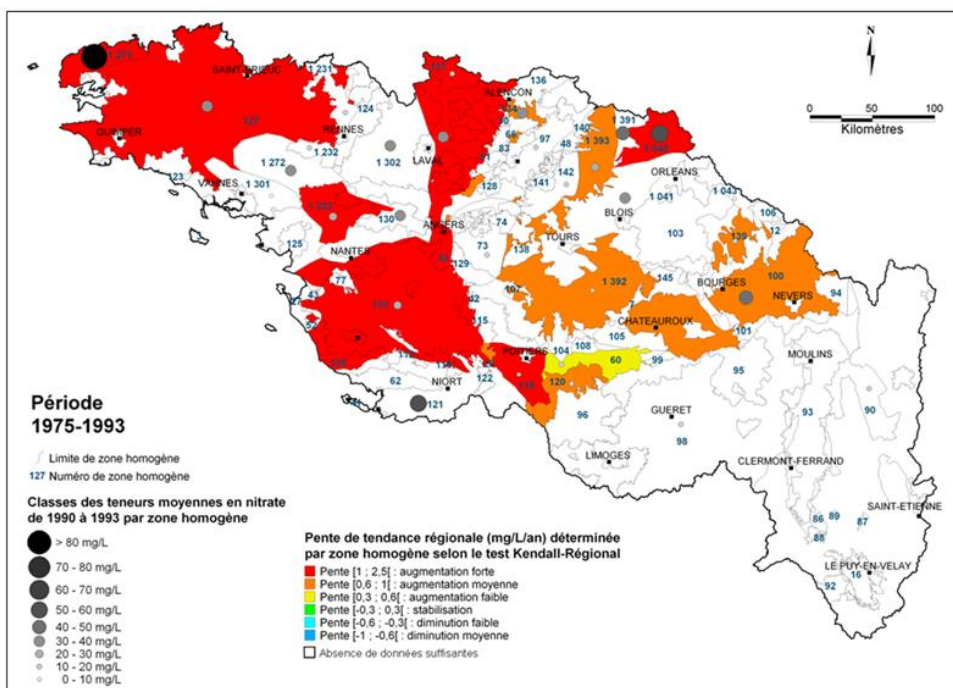 N
0 50 100
Kilomètres
SAINT-BRIEUC
1 231
ALENCON
136
124
RENNES
QUIMPER
127
1 232
1 302
LAVAL
66
83
97
48
140
1 393
1 391
1 042
ORLEANS
1 272
VANNES
1 301
123
128
141
142
BLOIS
1 041
1 043
106
12
130
ANGERS
74
73
138
TOURS
103
139
125
NANTES
129
1 392
145
BOURGES
100
NEVERS
94
77
43
CHATEAUROUX
101
115
105
108
104
60
99
POITIERS
120
122
62
NIORT
121
MOULINS
95
96
GUERET
98
93
90
LIMOGES
CLERMONT-FERRAND
SAINT-ETIENNE
86
89
87
88
LE PUY-EN-VELAY
16
92
Période
1975-1993
Limite de zone homogène
127 Numéro de zone homogène
Classes des teneurs moyennes en nitrate
de 1990 à 1993 par zone homogène
> 80 mg/L
70 - 80 mg/L
60 - 70 mg/L
50 - 60 mg/L
40 - 50 mg/L
30 - 40 mg/L
20 - 30 mg/L
10 - 20 mg/L
0 - 10 mg/L
Pente de tendance régionale (mg/L/an) déterminée
par zone homogène selon le test Kendall-Régional
Pente [1 ; 2,5[ : augmentation forte
Pente [0,6 ; 1[ : augmentation moyenne
Pente [0,3 ; 0,6[ : augmentation faible
Pente [-0,3 ; 0,3[ : stabilisation
Pente [-0,6 ; -0,3[ : diminution faible
Pente [-1 ; -0,6[ : diminution moyenne
Absence de données suffisantes